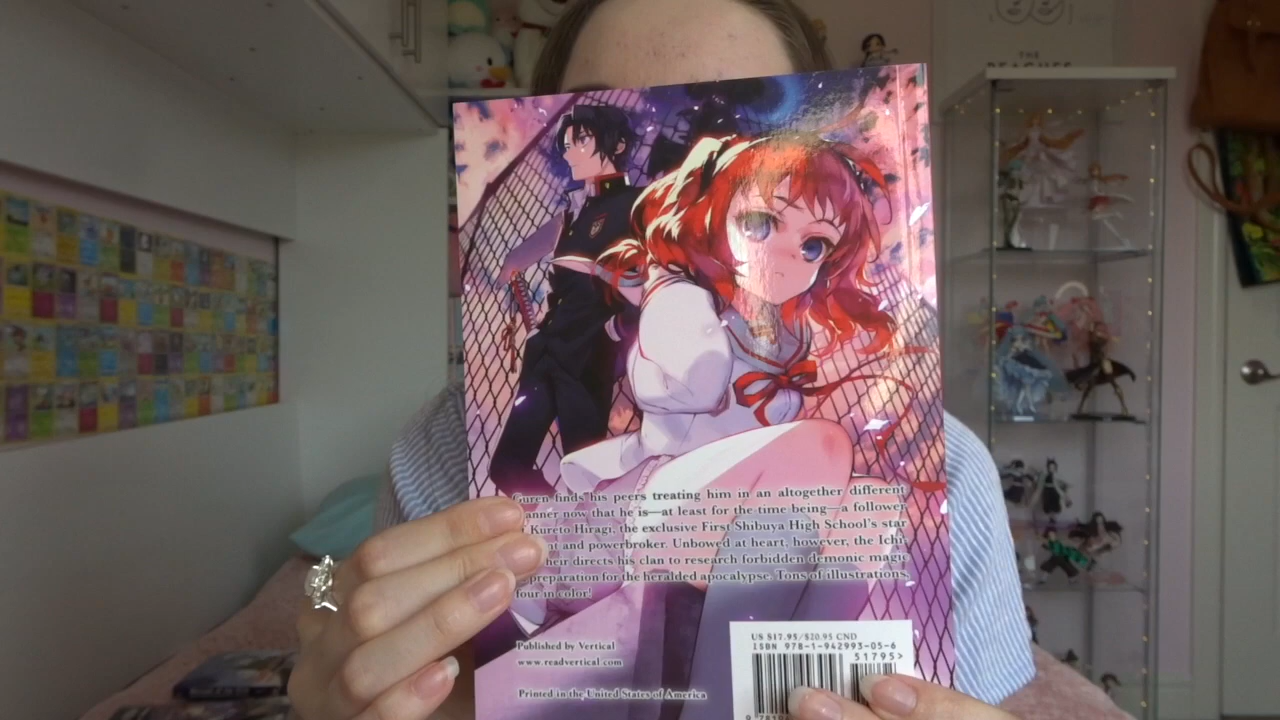 THE
PEACHES
Guren finds his peers treating him in an altogether different
manner now that he is—at least for the time being—a follower
of Kureto Hiragi, the exclusive First Shibuya High School's star
and powerbroker. Unbowed at heart, however, the Ichi
heir directs his clan to research forbidden demonic magic
preparation for the heralded apocalypse. Tons of illustrations,
four in color!
Published by Vertical
www.readvertical.com
Printed in the United States of America
US $17.95/$20.95 CND
ISBN 978-1-942993-05-6
51795>